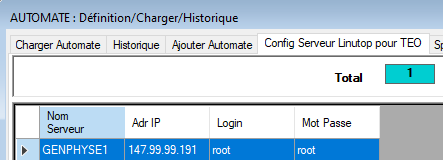 AUTOMATE : Définition/Charger/Historique
Charger Automate Historique Ajouter Automate Config Serveur Linutop pour TEO
Total 1
Nom Serveur Adr IP Login Mot Passe
GENPHYSE1 147.99.99.191 root root